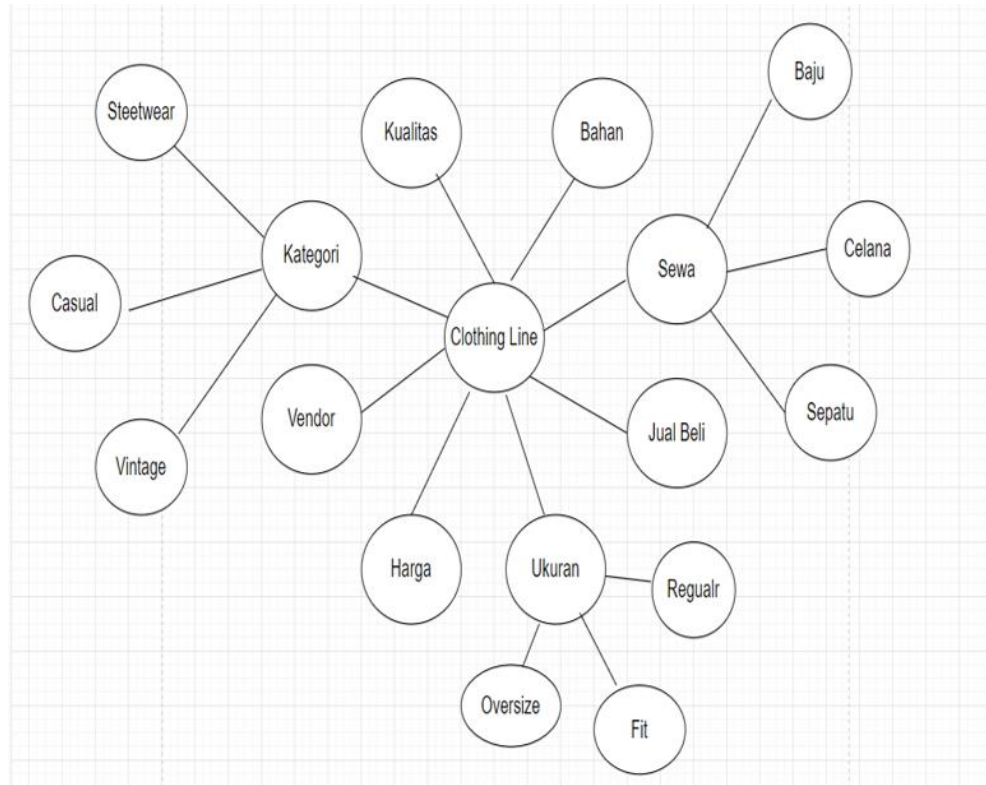 Baju
Steetwear
Kualitas
Bahan
Celana
Kategori
Sewa
Casual
Clothing Line
Sepatu
Vendor
Jual Beli
Vintage
Harga
Ukuran
Regualr
Oversize
Fit